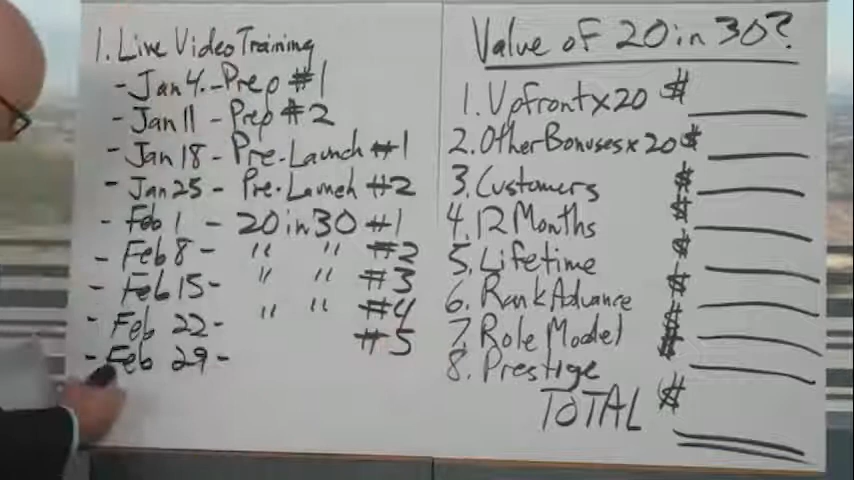 1. Live Video Training
- Jan 4. - Prep #1
- Jan 11 - Prep #2
- Jan 18 - Pre-Launch #1
- Jan 25 - Pre-Launch #2
- Feb 1 - 20 in 30 #1
- Feb 8 - " " #2
- Feb 15 - " " #3
- Feb 22 - " " #4
- Feb 29 - #5
Value of 20 in 30?
1. Upfront x 20 $
2. Other Bonuses x 20 $
3. Customers $
4. 12 Months $
5. Lifetime $
6. Rank Advance $
7. Role Model $
8. Prestige $
TOTAL $